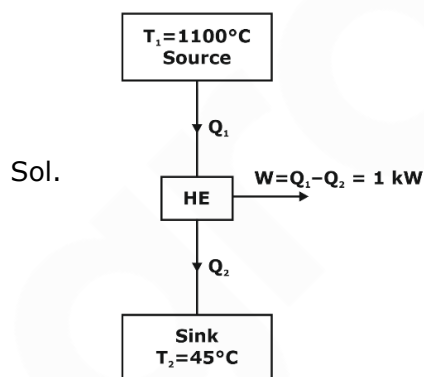 T₁=1100°C
Source
Q₁
Sol.
W=Q₁–Q₂ = 1 kW
HE
Q₂
Sink
T₂=45°C